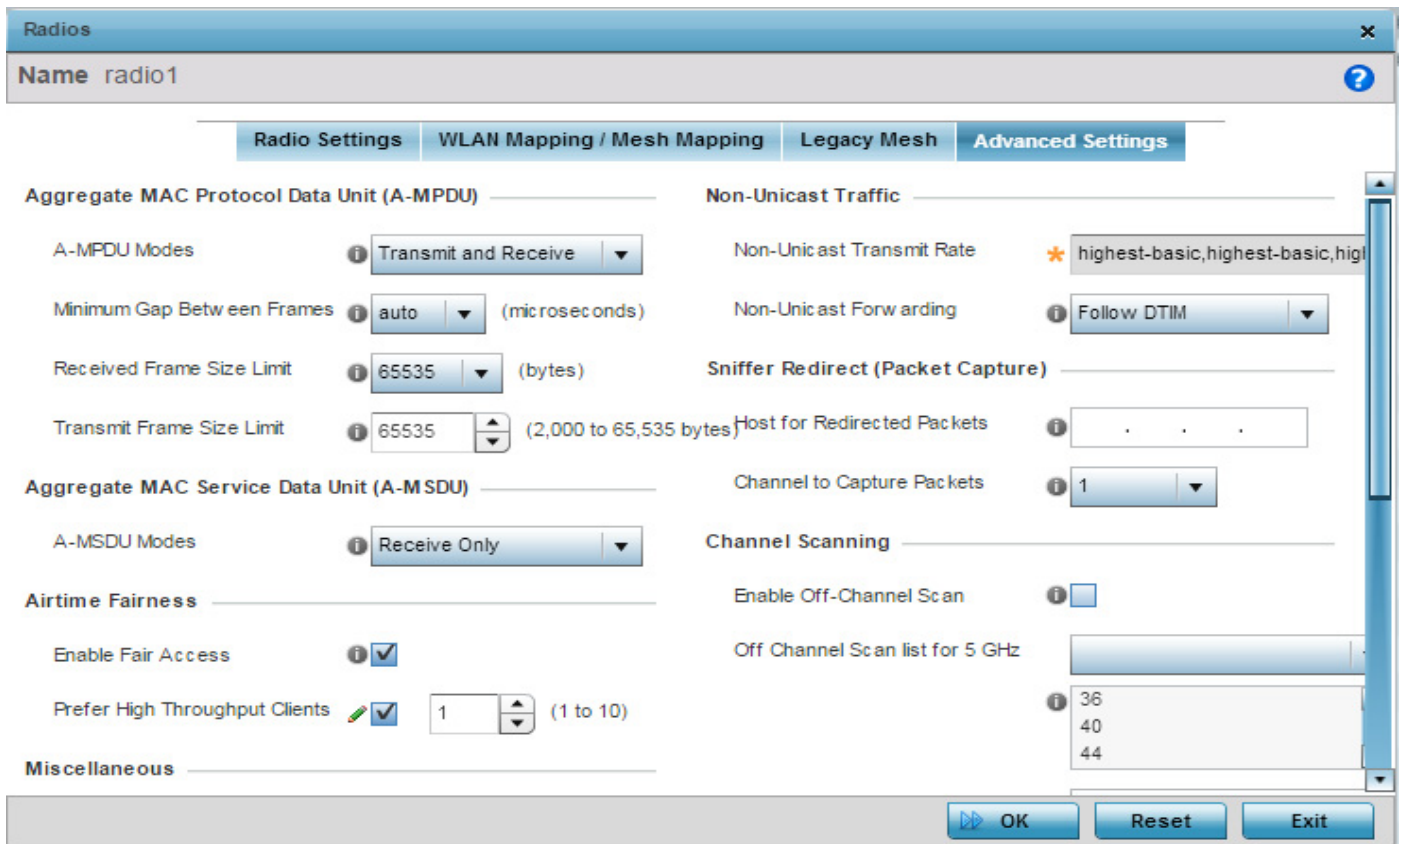 Radios
Name radio1
Radio Settings WLAN Mapping / Mesh Mapping Legacy Mesh Advanced Settings
Aggregate MAC Protocol Data Unit (A-MPDU)
A-MPDU Modes Transmit and Receive
Minimum Gap Between Frames auto (microseconds)
Received Frame Size Limit 65535 (bytes)
Transmit Frame Size Limit 65535 (2,000 to 65,535 bytes)
Aggregate MAC Service Data Unit (A-MSDU)
A-MSDU Modes Receive Only
Airtime Fairness
Enable Fair Access
Prefer High Throughput Clients 1 (1 to 10)
Miscellaneous
Non-Unicast Traffic
Non-Unicast Transmit Rate * highest-basic,highest-basic,high
Non-Unicast Forwarding Follow DTIM
Sniffer Redirect (Packet Capture)
Host for Redirected Packets . . .
Channel to Capture Packets 1
Channel Scanning
Enable Off-Channel Scan
Off Channel Scan list for 5 GHz
36
40
44
OK Reset Exit